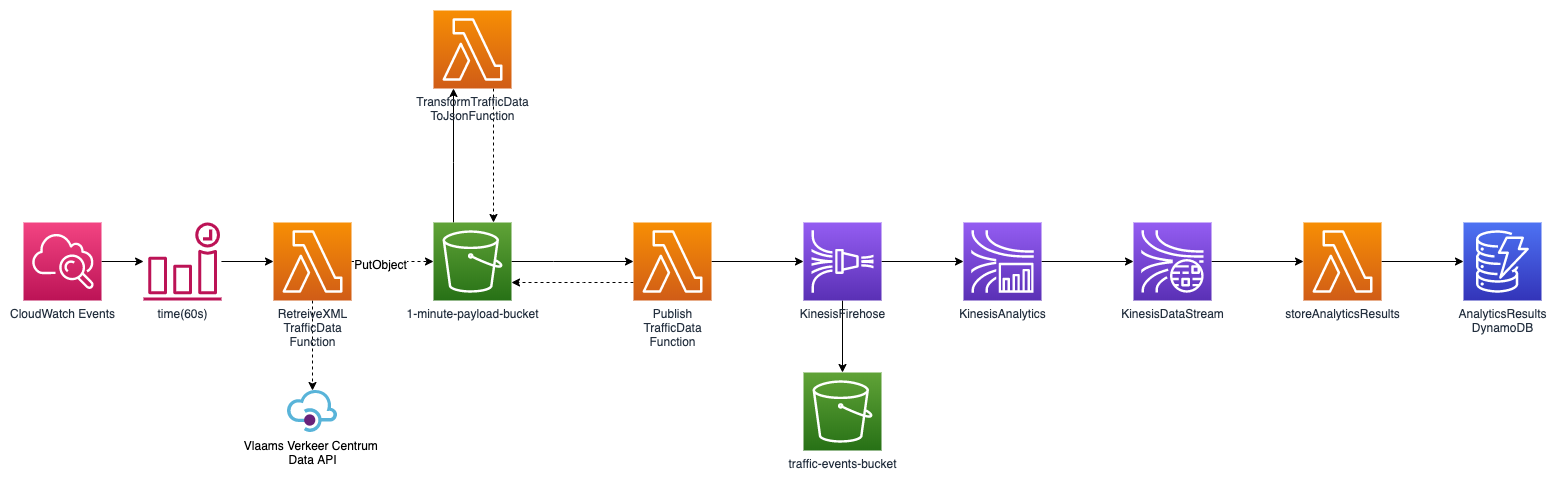 TransformTrafficData
ToJsonFunction
PutObject
CloudWatch Events
time(60s)
RetreiveXML
TrafficData
Function
1-minute-payload-bucket
Publish
TrafficData
Function
KinesisFirehose
KinesisAnalytics
KinesisDataStream
storeAnalyticsResults
AnalyticsResults
DynamoDB
Vlaams Verkeer Centrum
Data API
traffic-events-bucket